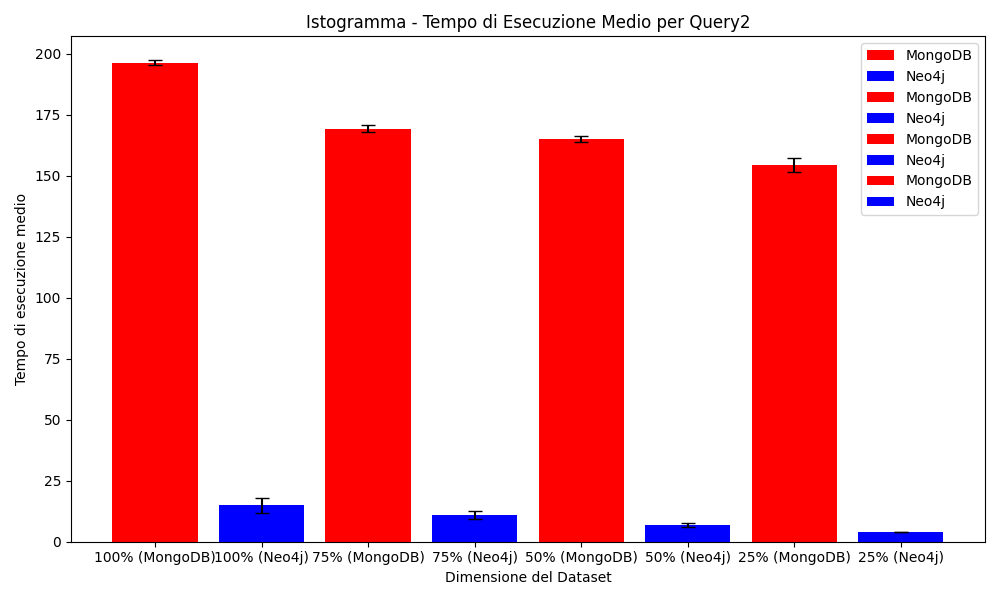 Istogramma - Tempo di Esecuzione Medio per Query2
MongoDB
Neo4j
MongoDB
Neo4j
MongoDB
Neo4j
MongoDB
Neo4j
Tempo di esecuzione medio
200
175
150
125
100
75
50
25
0
100% (MongoDB)
100% (Neo4j)
75% (MongoDB)
75% (Neo4j)
50% (MongoDB)
50% (Neo4j)
25% (MongoDB)
25% (Neo4j)
Dimensione del Dataset